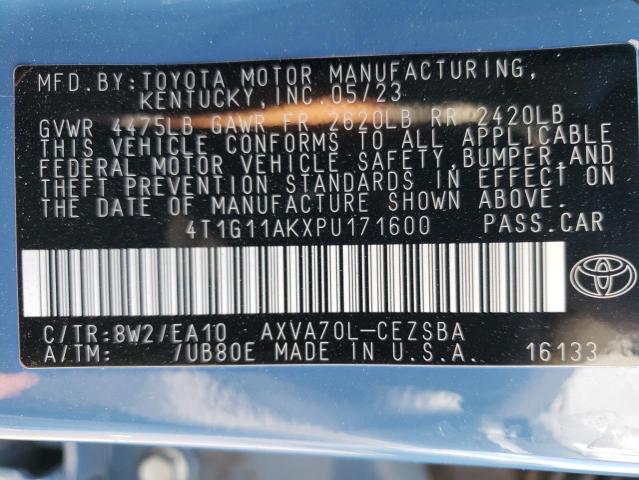 MFD.BY:TOYOTA MOTOR MANUFACTURING,
KENTUCKY,INC.05/23
GVWR 4475LB GAWR FR 2620LB RR 2420LB
THIS VEHICLE CONFORMS TO ALL APPLICABLE
FEDERAL MOTOR VEHICLE SAFETY,BUMPER,AND
THEFT PREVENTION STANDARDS IN EFFECT ON
THE DATE OF MANUFACTURE SHOWN ABOVE.
4T1G11AKXPU171600 PASS.CAR
C/TR:8W2/EA10 AXVA70L-CEZSBA
A/TM: /UB80E MADE IN U.S.A. 16133